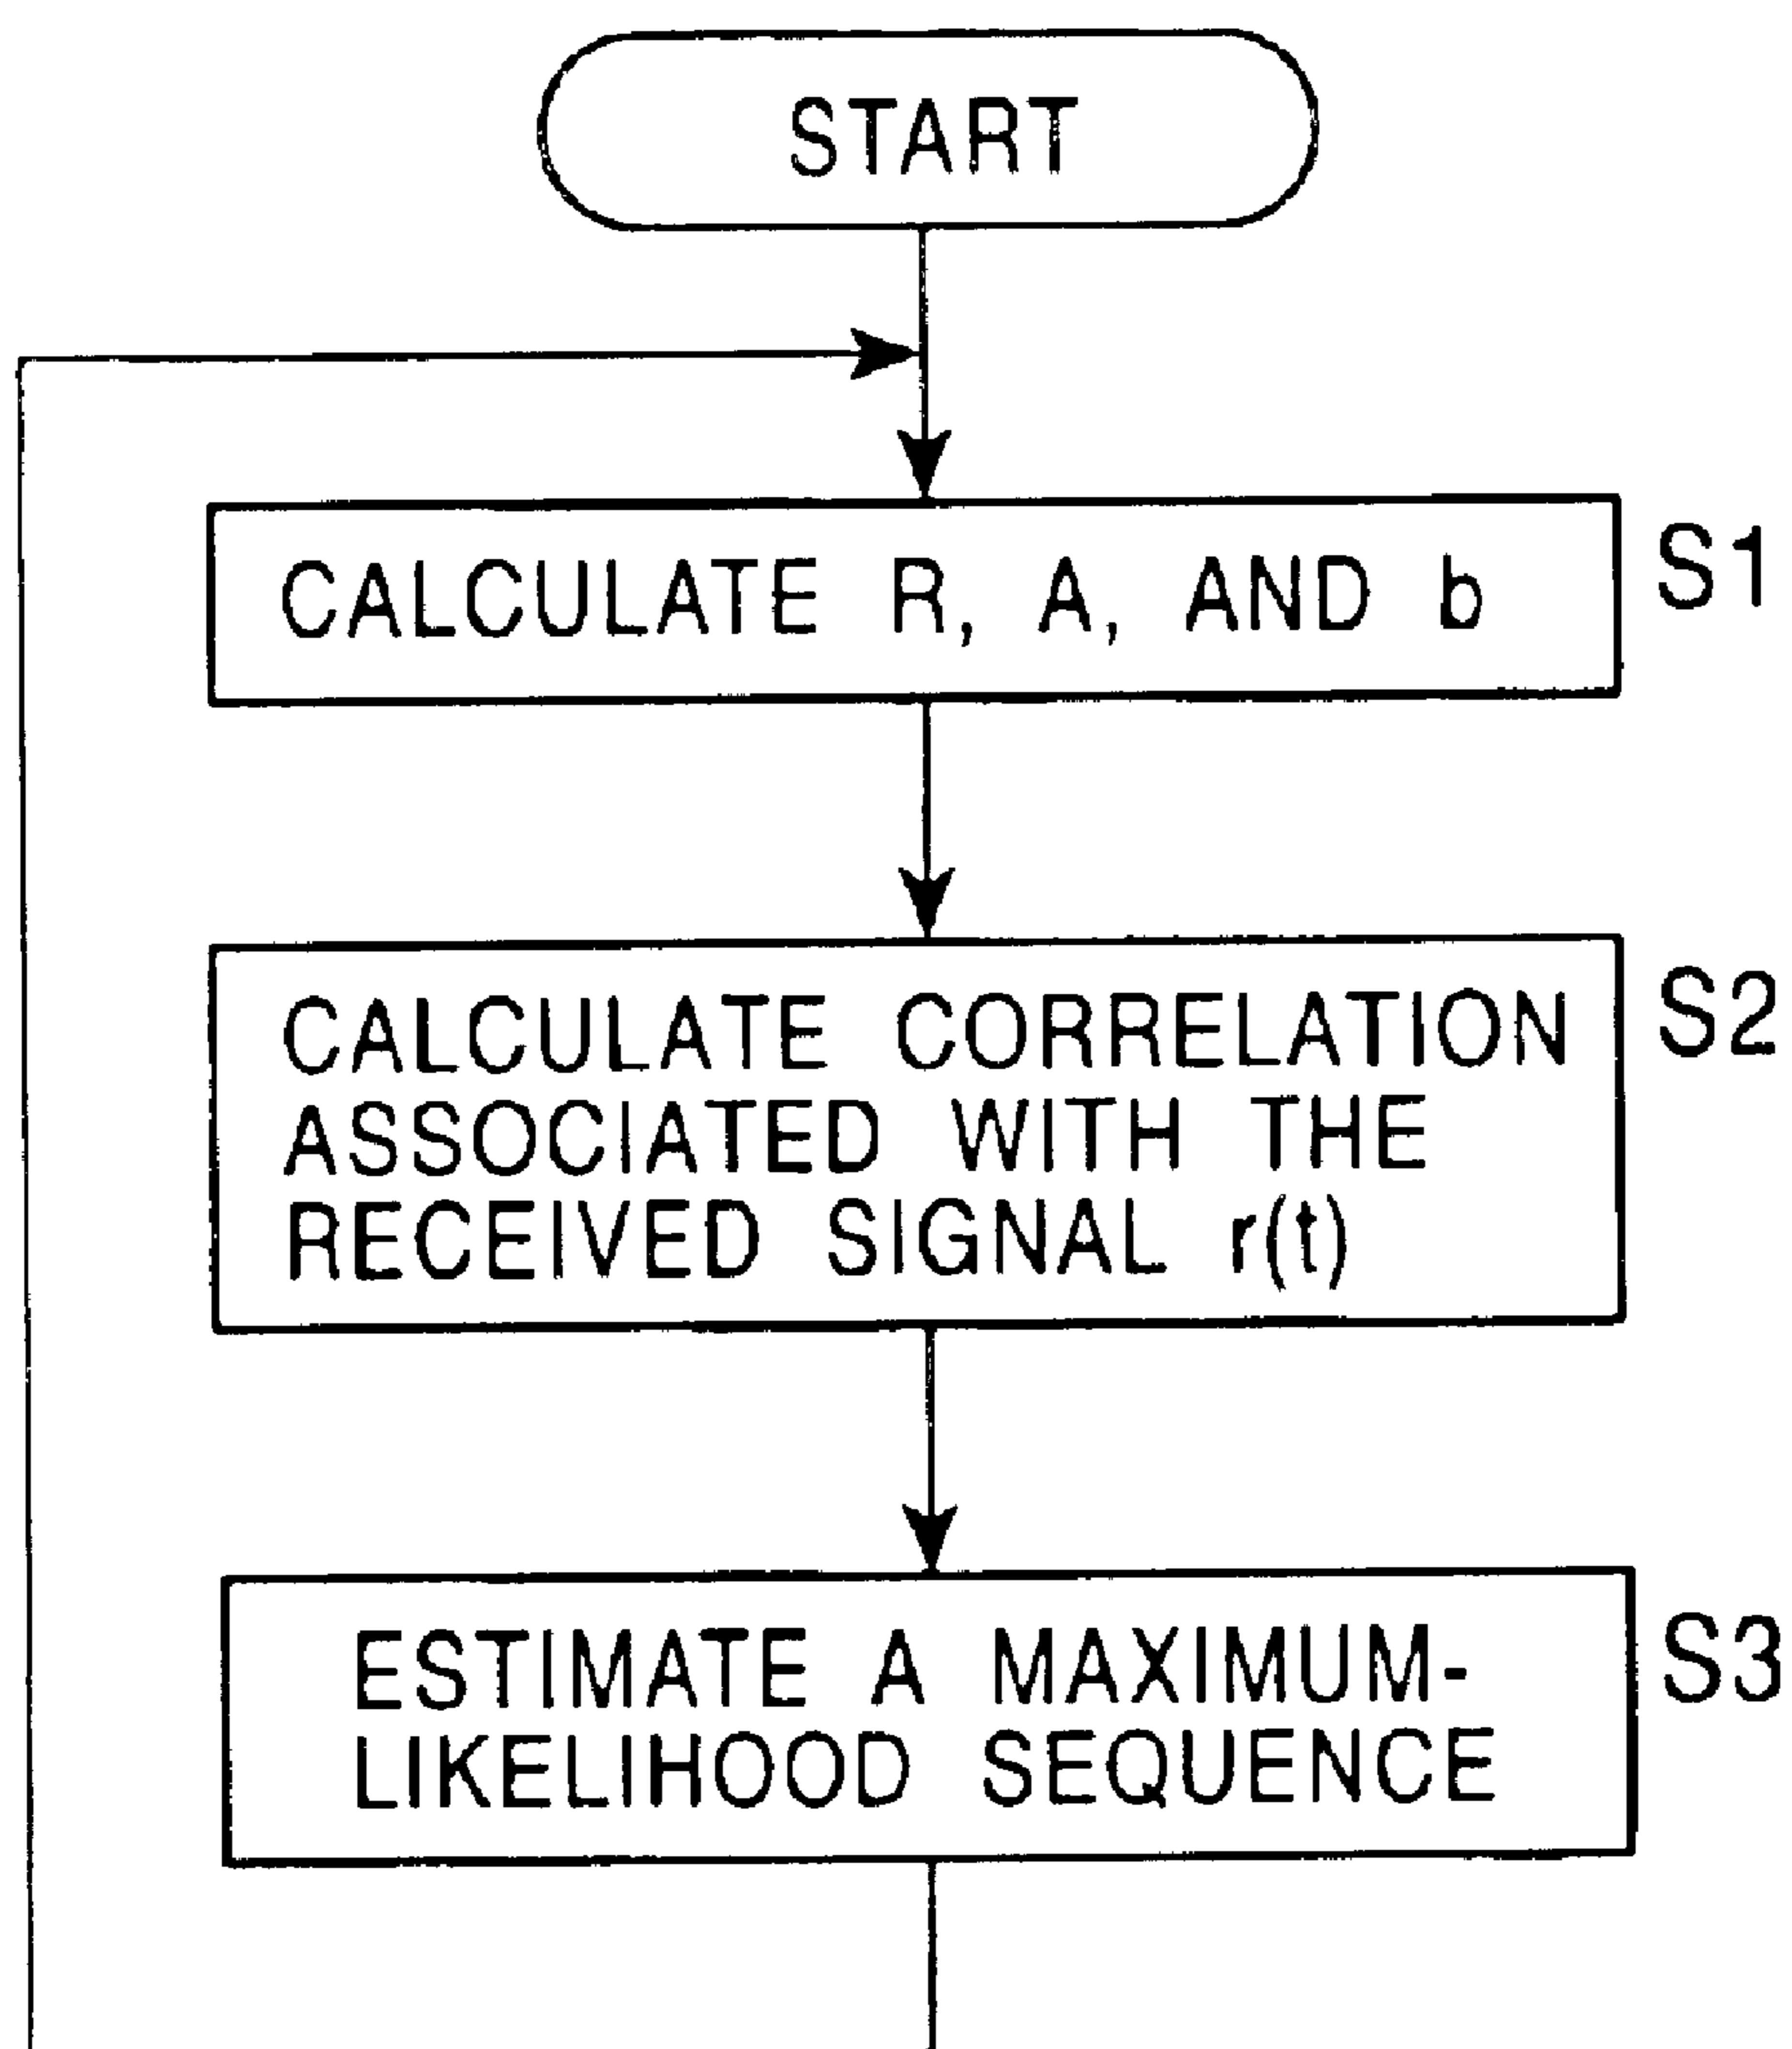 START
CALCULATE R, A, AND b
S1
CALCULATE CORRELATION
ASSOCIATED WITH THE
RECEIVED SIGNAL r(t)
S2
ESTIMATE A MAXIMUM-
LIKELIHOOD SEQUENCE
S3